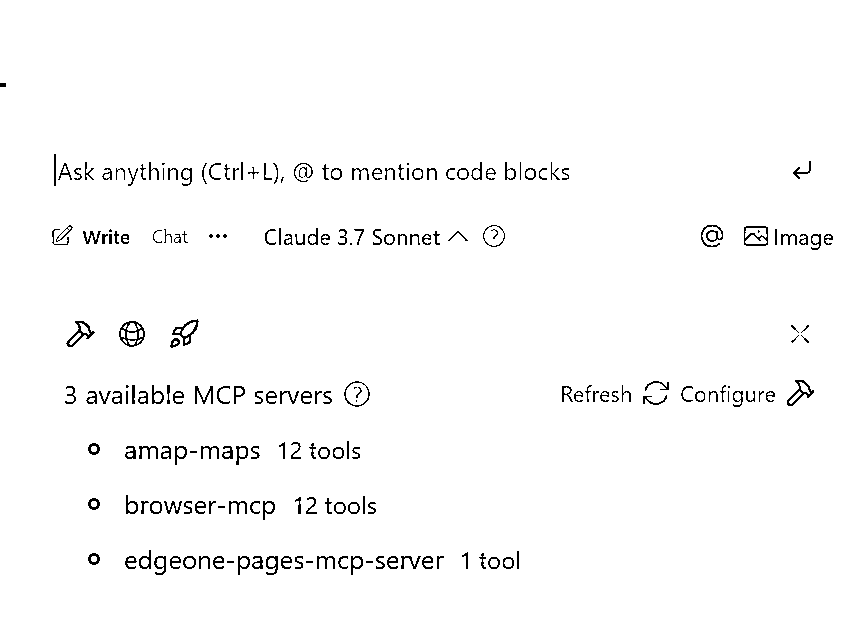 Ask anything (Ctrl+L), @ to mention code blocks
Write Chat ••• Claude 3.7 Sonnet @ Image
3 available MCP servers Refresh Configure
amap-maps 12 tools
browser-mcp 12 tools
edgeone-pages-mcp-server 1 tool